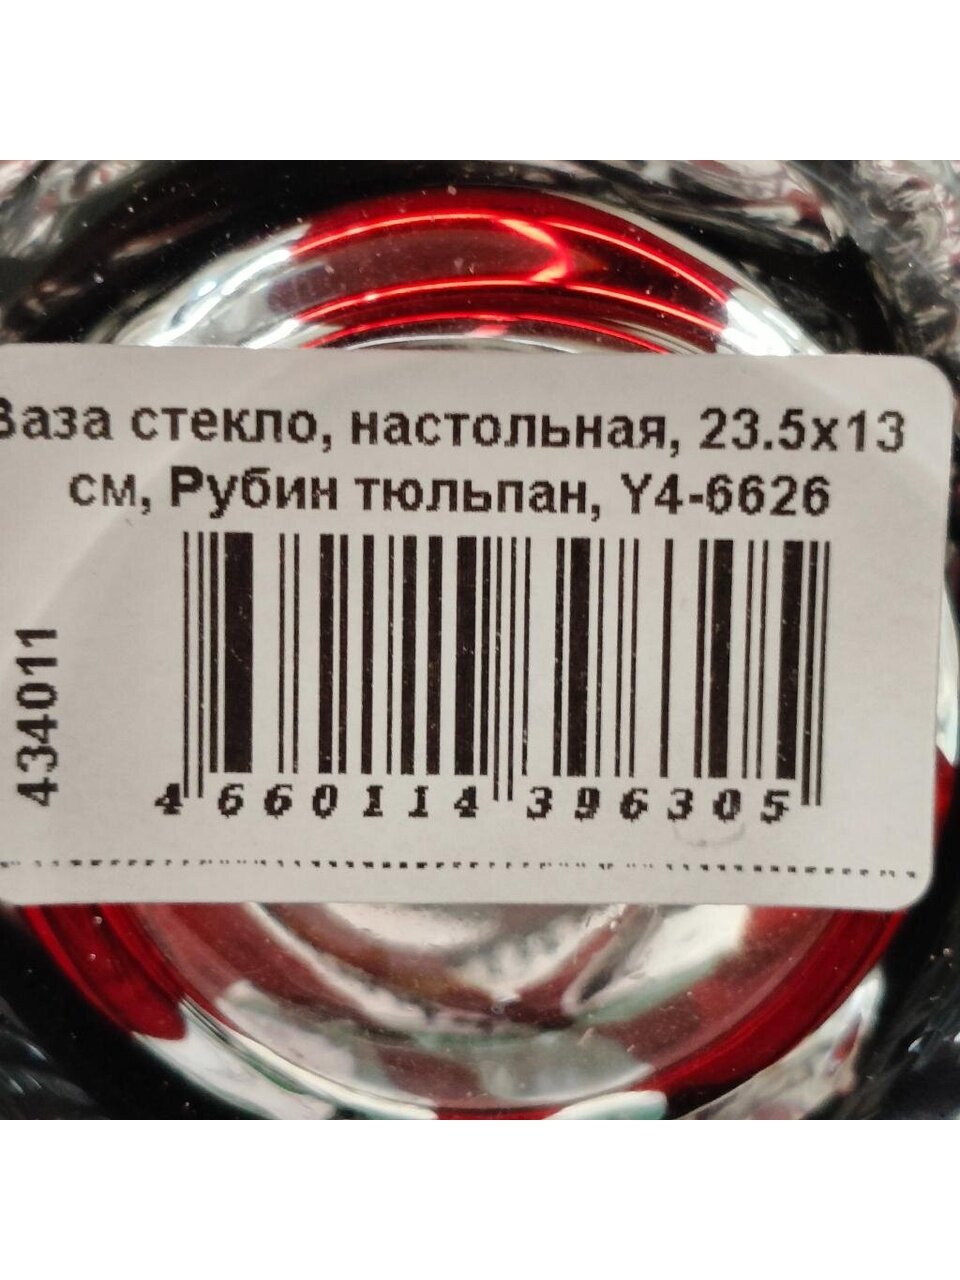 Ваза стекло, настольная, 23.5х13
см, Рубин тюльпан, Y4-6626
434011
4 660114 396305